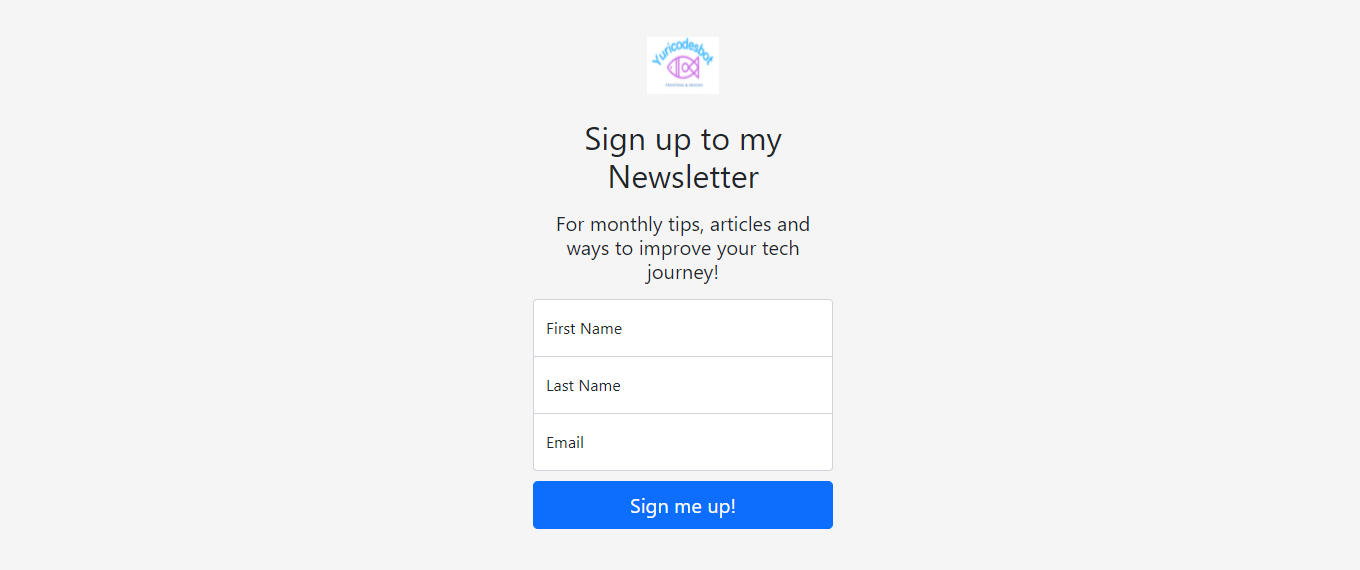 Yuricodesbot
Sign up to my
Newsletter
For monthly tips, articles and
ways to improve your tech
journey!
First Name
Last Name
Email
Sign me up!